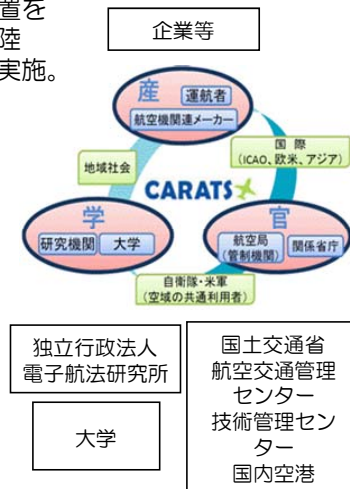 置を
陸
実施。
企業等
産
運航者
航空機関連メーカー
国 際
(ICAO、欧米、アジア)
地域社会
CARATS
学
研究機関
大学
官
航空局
(管制機関)
関係省庁
自衛隊・米軍
(空域の共通利用者)
独立行政法人
電子航法研究所
大学
国土交通省
航空交通管理
センター
技術管理セン
ター
国内空港